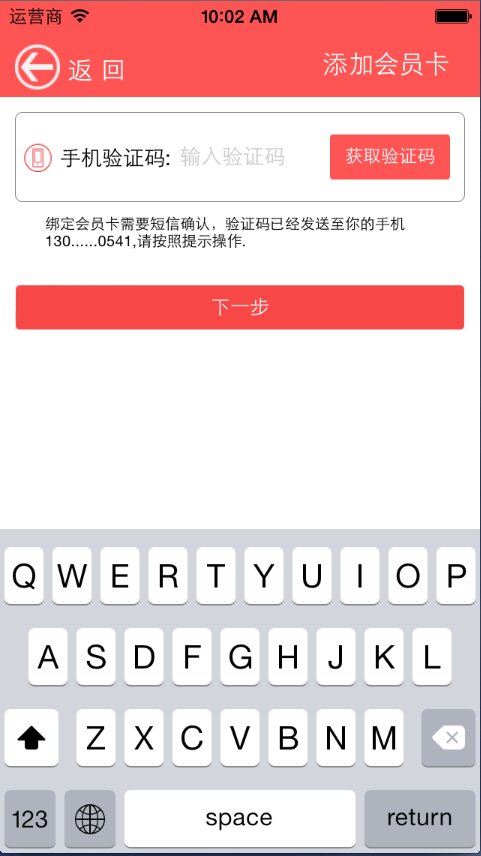 运营商 10:02 AM
返 回 添加会员卡
手机验证码: 输入验证码 获取验证码
绑定会员卡需要短信确认，验证码已经发送至你的手机
130......0541,请按照提示操作.
下一步
Q W E R T Y U I O P
A S D F G H J K L
Z X C V B N M
123 space return